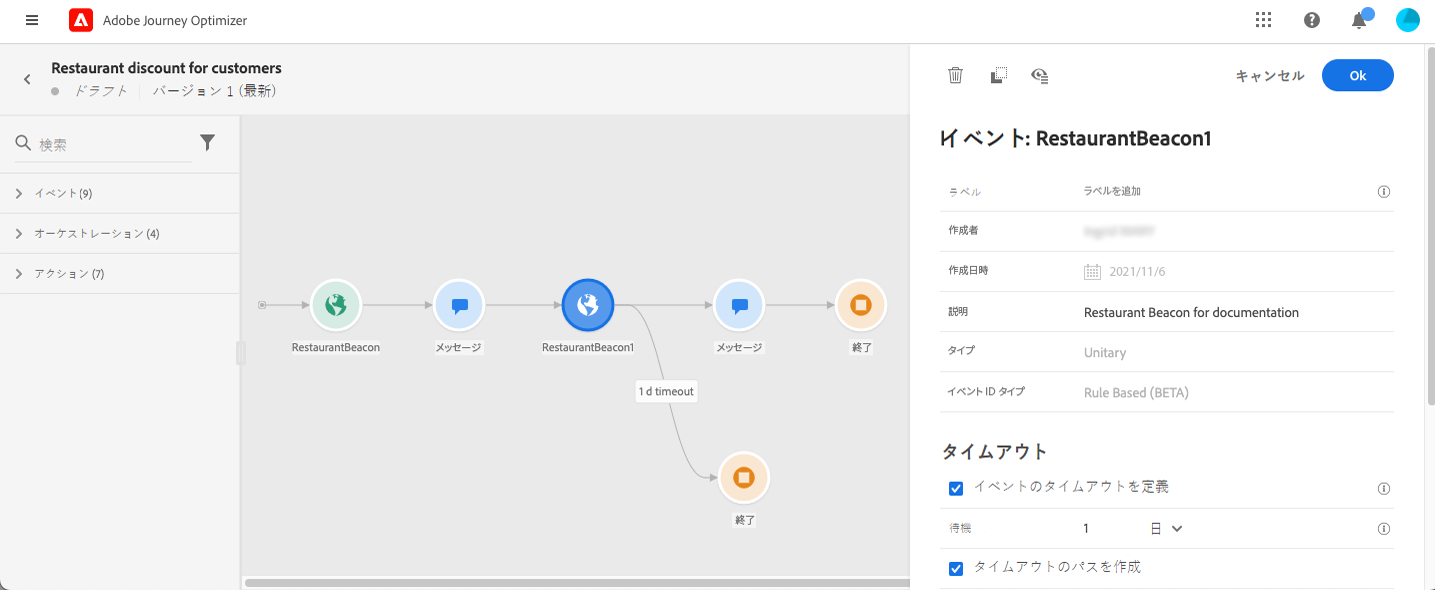 Adobe Journey Optimizer
Restaurant discount for customers
ドラフト バージョン 1 (最新)
検索
イベント(9)
オーケストレーション (4)
アクション (7)
RestaurantBeacon
メッセージ
RestaurantBeacon1
メッセージ
終了
1 d timeout
終了
キャンセル Ok
イベント: RestaurantBeacon1
ラベル ラベルを追加
作成者
作成日時 2021/11/6
説明 Restaurant Beacon for documentation
タイプ Unitary
イベント ID タイプ Rule Based (BETA)
タイムアウト
イベントのタイムアウトを定義
待機 1 日
タイムアウトのパスを作成